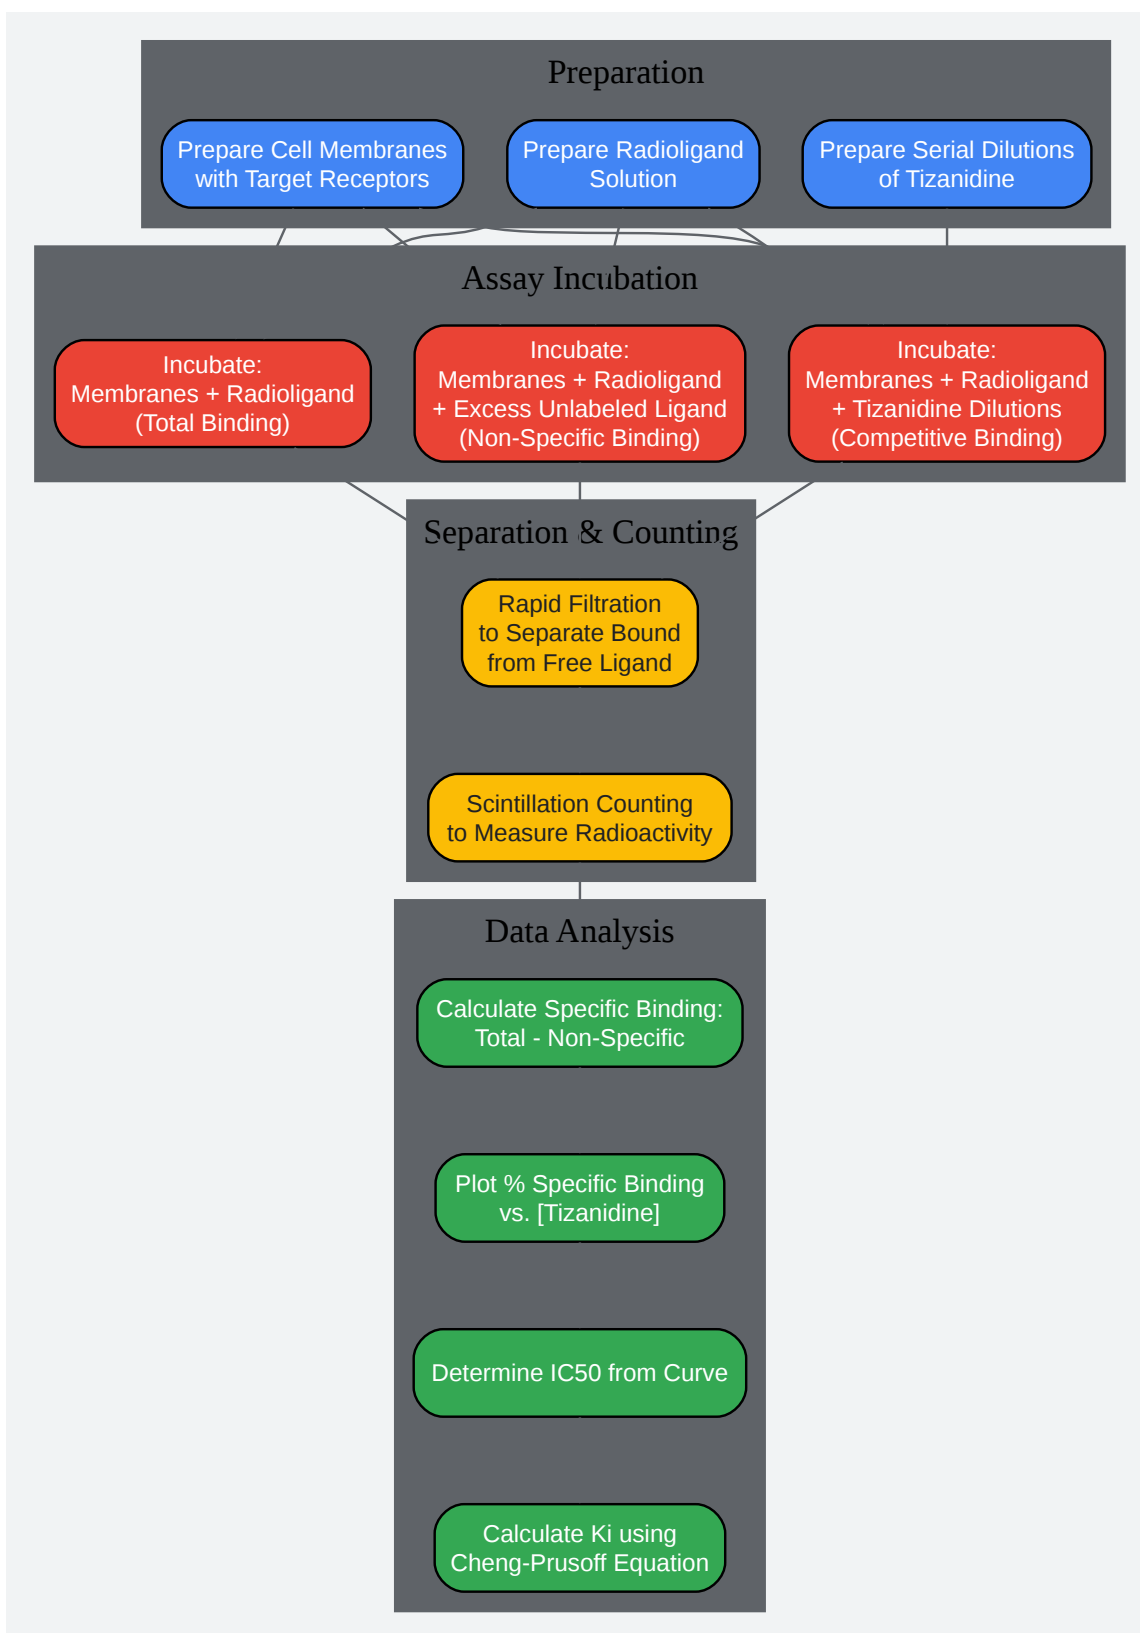 Preparation
Prepare Cell Membranes
with Target Receptors
Prepare Radioligand
Solution
Prepare Serial Dilutions
of Tizanidine
Assay Incubation
Incubate:
Membranes + Radioligand
(Total Binding)
Incubate:
Membranes + Radioligand
+ Excess Unlabeled Ligand
(Non-Specific Binding)
Incubate:
Membranes + Radioligand
+ Tizanidine Dilutions
(Competitive Binding)
Separation & Counting
Rapid Filtration
to Separate Bound
from Free Ligand
Scintillation Counting
to Measure Radioactivity
Data Analysis
Calculate Specific Binding:
Total - Non-Specific
Plot % Specific Binding
vs. [Tizanidine]
Determine IC50 from Curve
Calculate Ki using
Cheng-Prusoff Equation